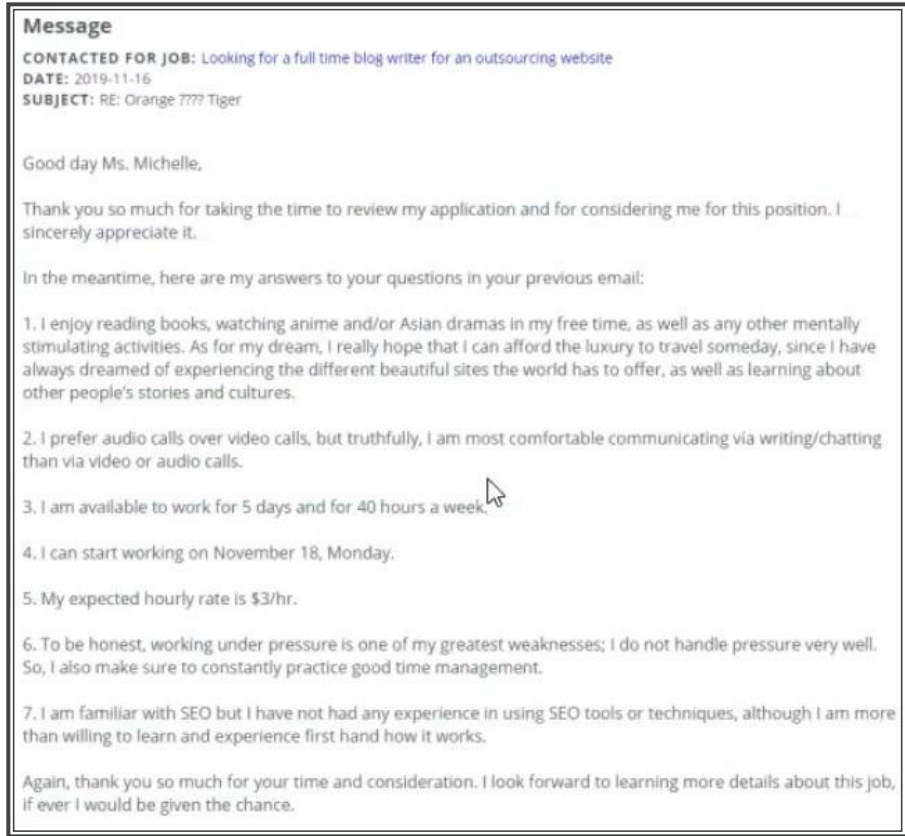 Message
CONTACTED FOR JOB: Looking for a full time blog writer for an outsourcing website
DATE: 2019-11-16
SUBJECT: RE: Orange ???? Tiger
Good day Ms. Michelle,
Thank you so much for taking the time to review my application and for considering me for this position. I
sincerely appreciate it.
In the meantime, here are my answers to your questions in your previous email:
1. I enjoy reading books, watching anime and/or Asian dramas in my free time, as well as any other mentally
stimulating activities. As for my dream, I really hope that I can afford the luxury to travel someday, since I have
always dreamed of experiencing the different beautiful sites the world has to offer, as well as learning about
other people's stories and cultures.
2. I prefer audio calls over video calls, but truthfully, I am most comfortable communicating via writing/chatting
than via video or audio calls.
3. I am available to work for 5 days and for 40 hours a week.
4. I can start working on November 18, Monday.
5. My expected hourly rate is $3/hr.
6. To be honest, working under pressure is one of my greatest weaknesses; I do not handle pressure very well.
So, I also make sure to constantly practice good time management.
7. I am familiar with SEO but I have not had any experience in using SEO tools or techniques, although I am more
than willing to learn and experience first hand how it works.
Again, thank you so much for your time and consideration. I look forward to learning more details about this job,
if ever I would be given the chance.